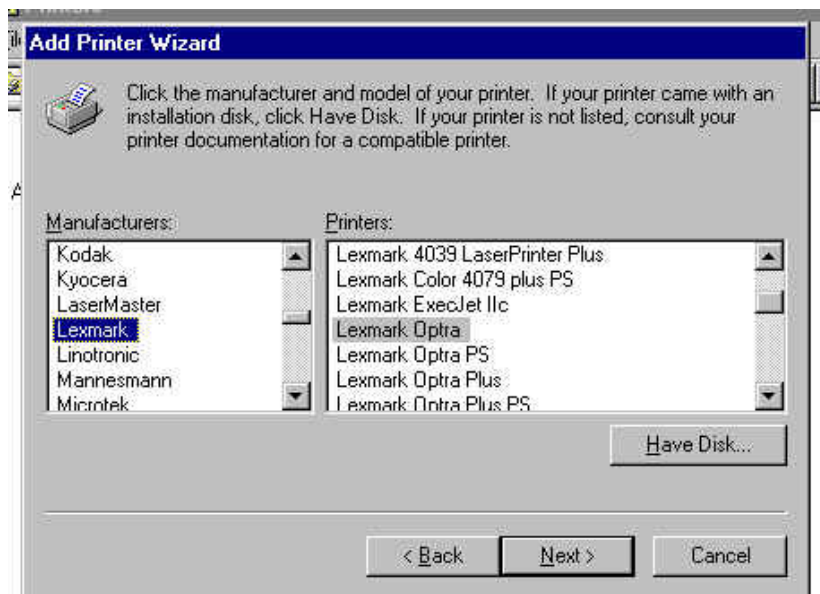 Add Printer Wizard
Click the manufacturer and model of your printer. If your printer came with an
installation disk, click Have Disk. If your printer is not listed, consult your
printer documentation for a compatible printer.
Manufacturers:
Kodak
Kyocera
LaserMaster
Lexmark
Linotronic
Mannesmann
Microtek
Printers:
Lexmark 4039 LaserPrinter Plus
Lexmark Color 4079 plus PS
Lexmark ExecJet IIc
Lexmark Optra
Lexmark Optra PS
Lexmark Optra Plus
Lexmark Optra Plus PS
Have Disk...
< Back
Next >
Cancel